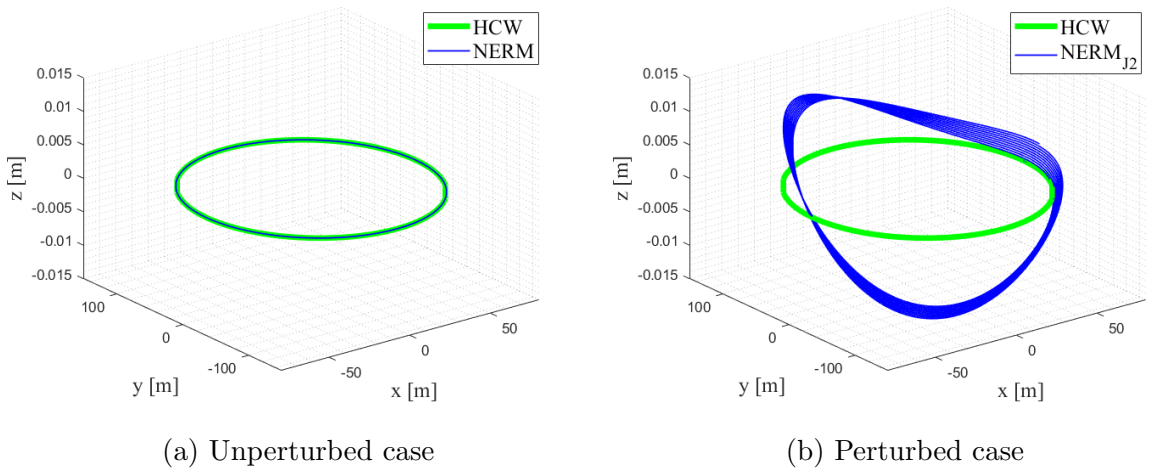 HCW
NERM
0.015
0.01
0.005
0
-0.005
-0.01
-0.015
z [m]
100
0
-100
y [m]
-50
0
50
x [m]
(a) Unperturbed case
HCW
NERM_J2
0.015
0.01
0.005
0
-0.005
-0.01
-0.015
z [m]
100
0
-100
y [m]
-50
0
50
x [m]
(b) Perturbed case